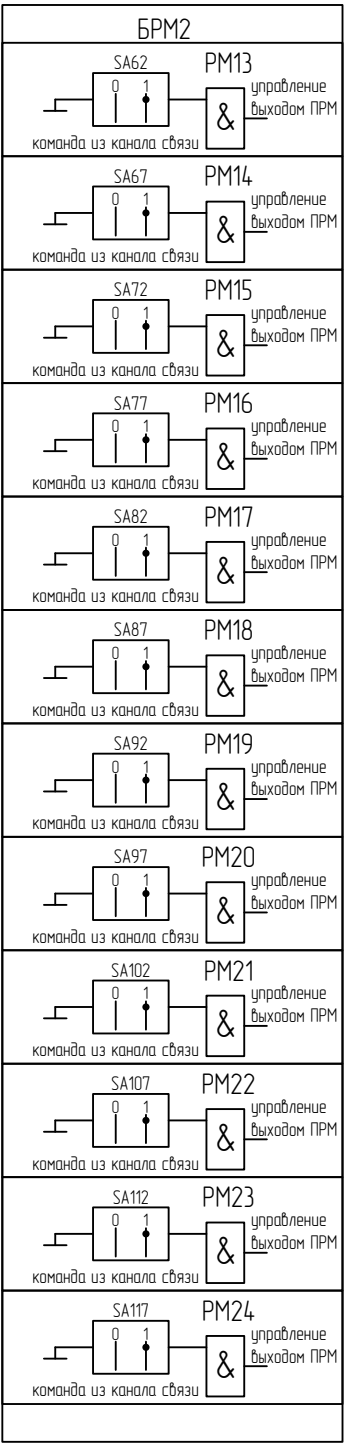 БРМ2
SA62 РМ13
0 1 управление
& выходом ПРМ
команда из канала связи
SA67 РМ14
0 1 управление
& выходом ПРМ
команда из канала связи
SA72 РМ15
0 1 управление
& выходом ПРМ
команда из канала связи
SA77 РМ16
0 1 управление
& выходом ПРМ
команда из канала связи
SA82 РМ17
0 1 управление
& выходом ПРМ
команда из канала связи
SA87 РМ18
0 1 управление
& выходом ПРМ
команда из канала связи
SA92 РМ19
0 1 управление
& выходом ПРМ
команда из канала связи
SA97 РМ20
0 1 управление
& выходом ПРМ
команда из канала связи
SA102 РМ21
0 1 управление
& выходом ПРМ
команда из канала связи
SA107 РМ22
0 1 управление
& выходом ПРМ
команда из канала связи
SA112 РМ23
0 1 управление
& выходом ПРМ
команда из канала связи
SA117 РМ24
0 1 управление
& выходом ПРМ
команда из канала связи